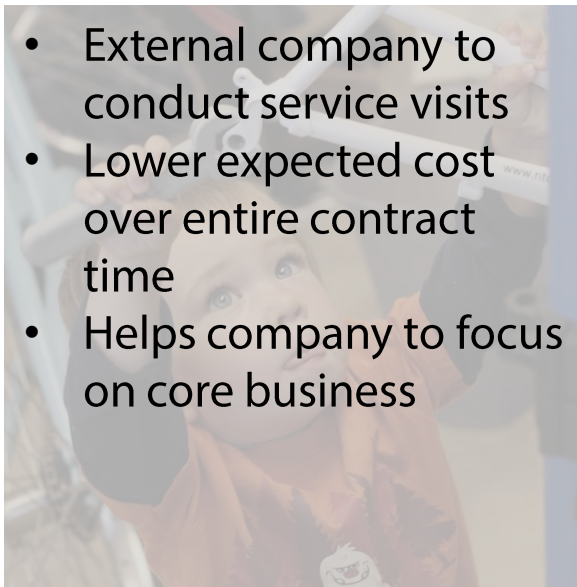 • External company to
conduct service visits
• Lower expected cost
over entire contract
time
• Helps company to focus
on core business